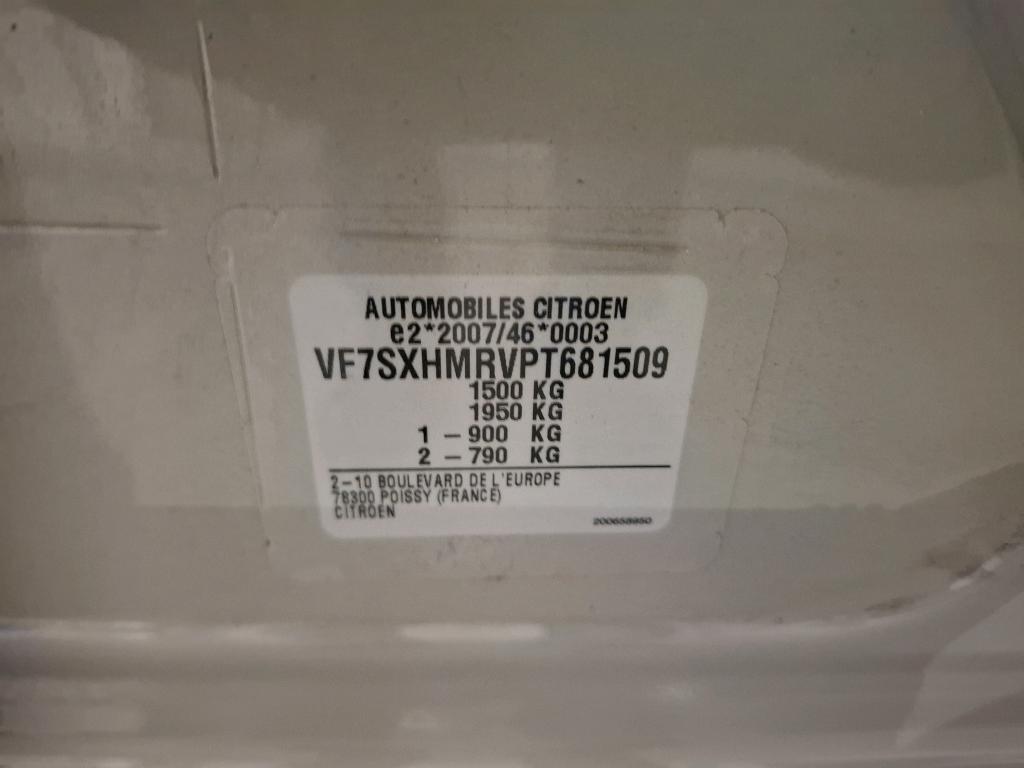 AUTOMOBILES CITROEN
e2*2007/46*0003
VF7SXHMRVPT681509
1500 KG
1950 KG
1 – 900 KG
2 – 790 KG
2–10 BOULEVARD DE L'EUROPE
78300 POISSY (FRANCE)
CITROEN
200658950